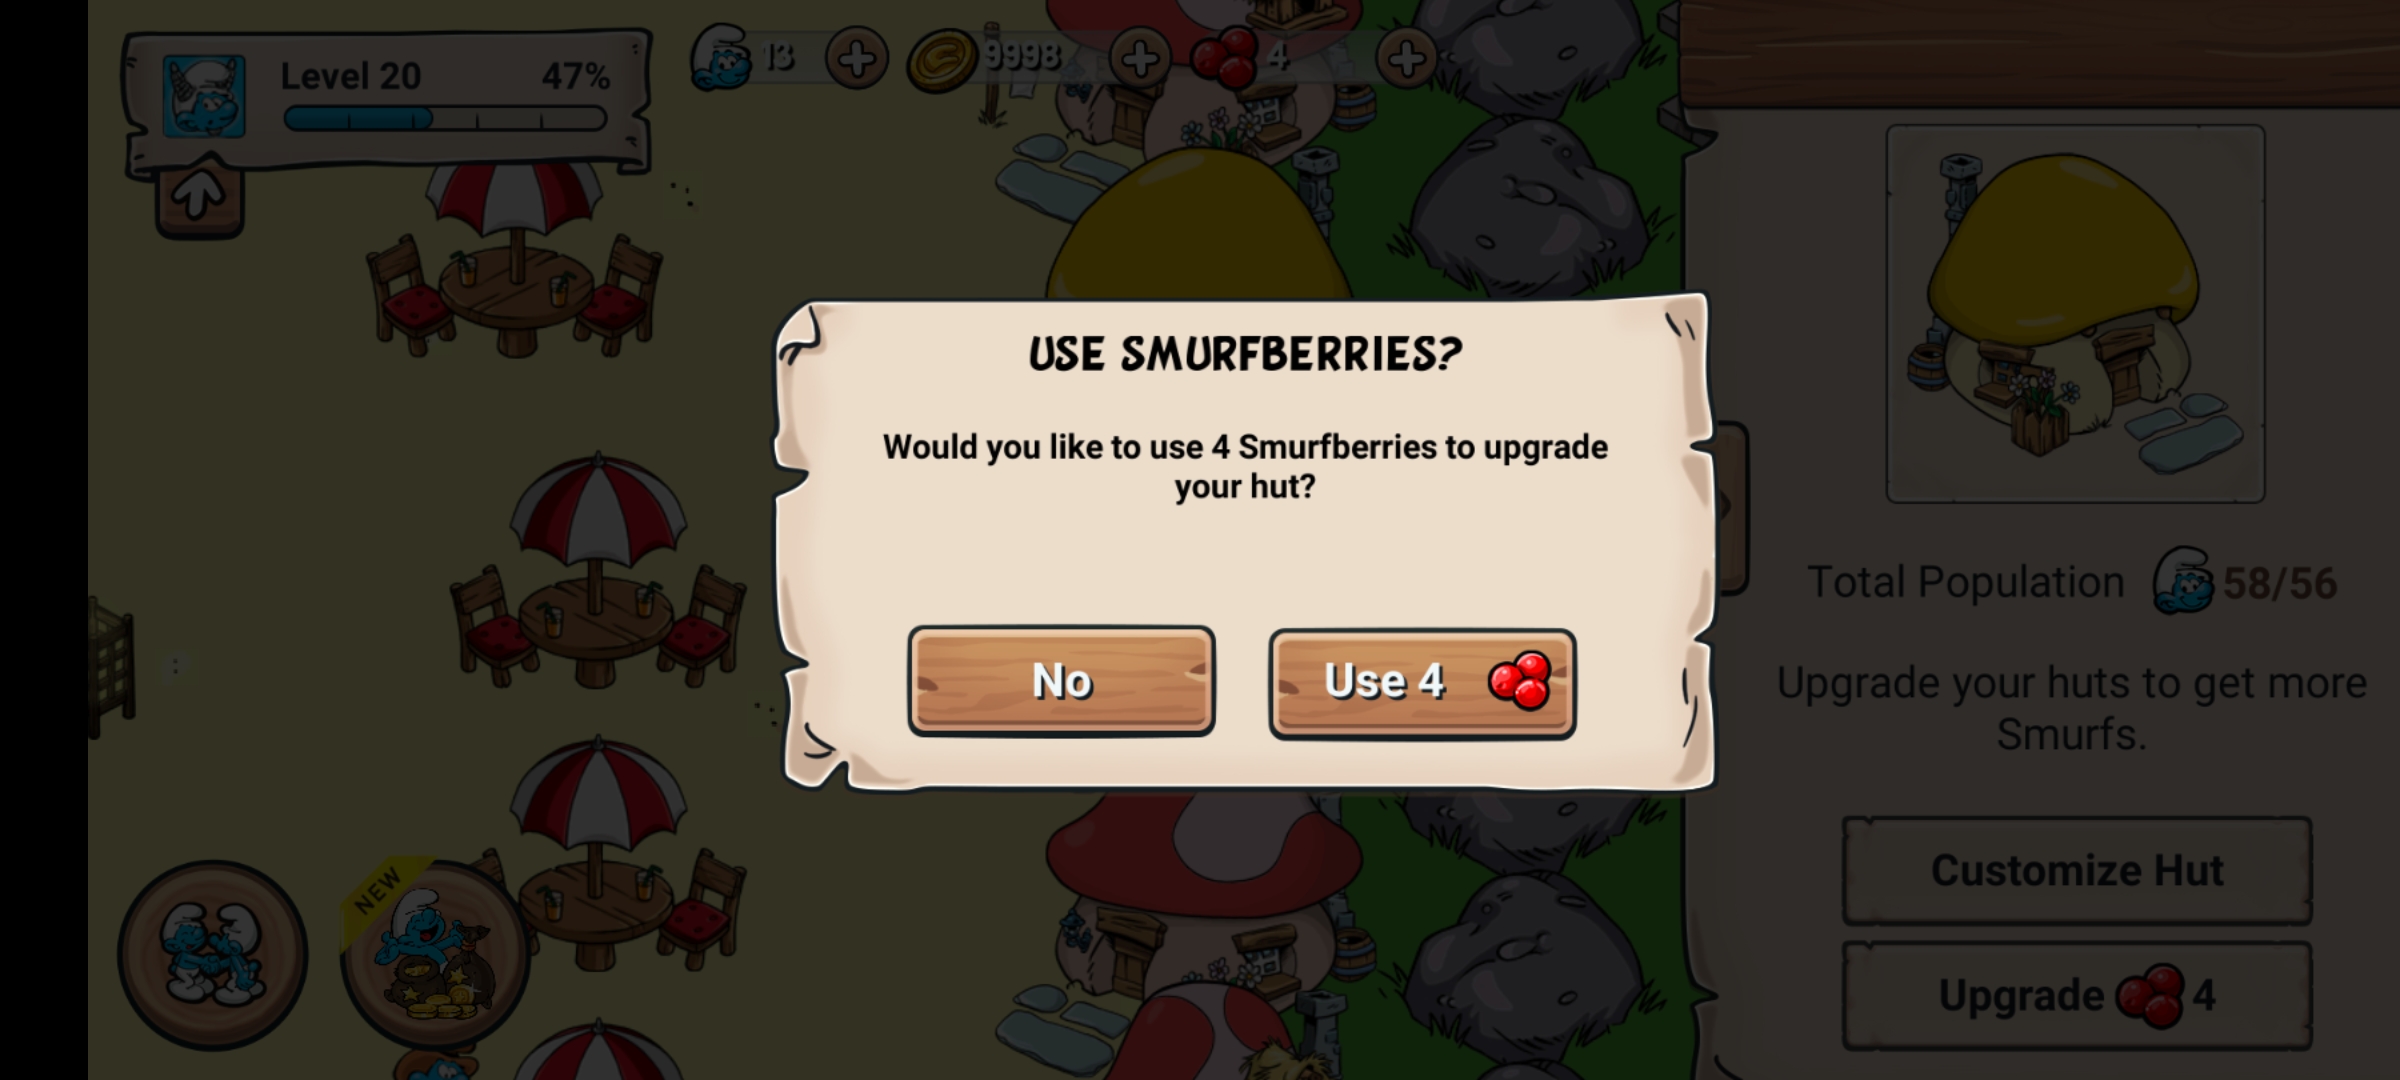 Level 20 47%
13
9998
4
USE SMURFBERRIES?
Would you like to use 4 Smurfberries to upgrade
your hut?
No
Use 4
Total Population 58/56
Upgrade your huts to get more
Smurfs.
Customize Hut
Upgrade 4
NEW